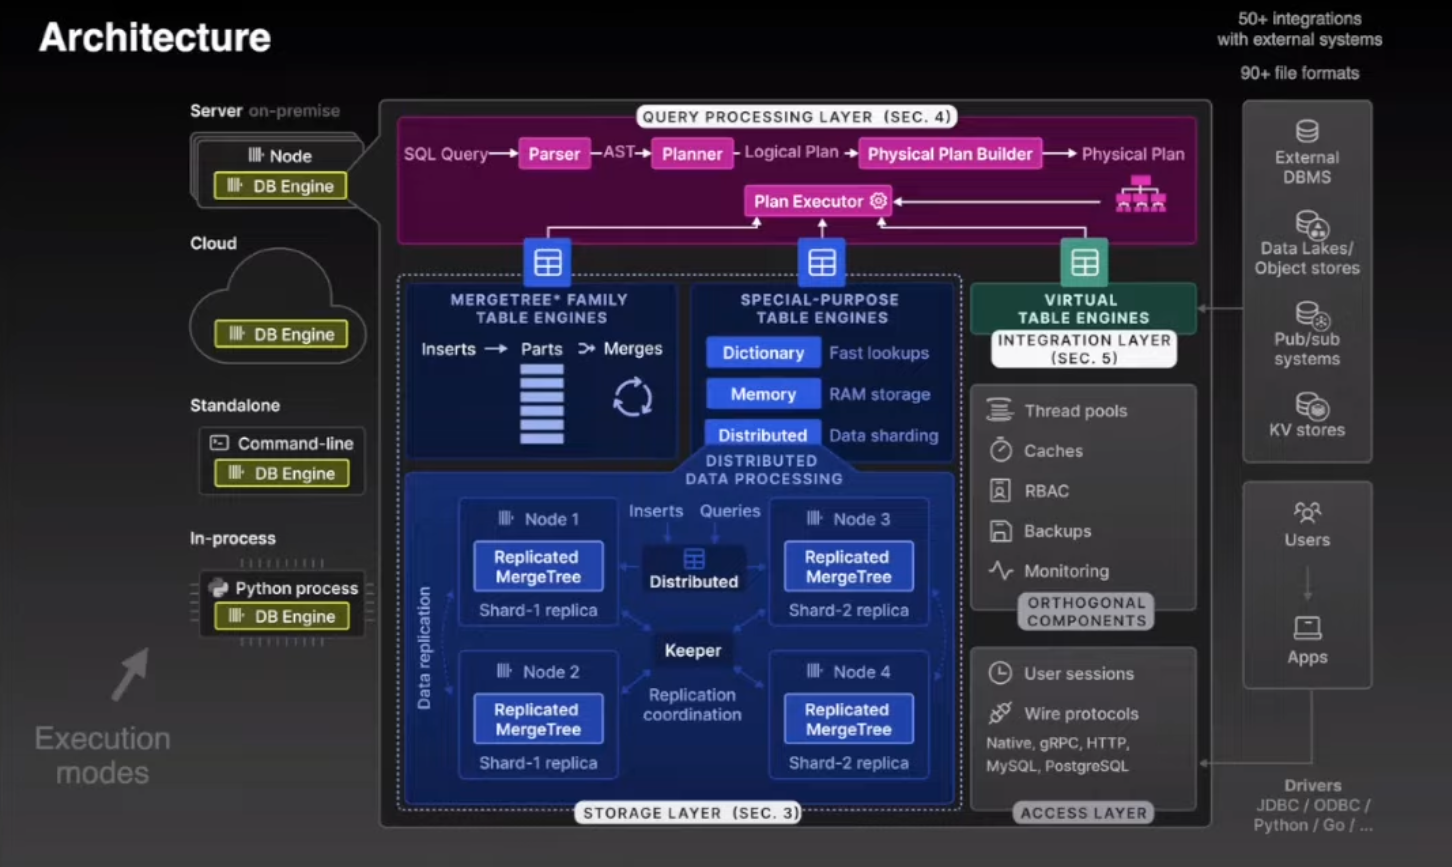 Architecture
50+ integrations
with external systems
90+ file formats
Server on-premise
Node
DB Engine
Cloud
DB Engine
Standalone
Command-line
DB Engine
In-process
Python process
DB Engine
Execution
modes
QUERY PROCESSING LAYER (SEC. 4)
SQL Query
Parser
AST
Planner
Logical Plan
Physical Plan Builder
Physical Plan
Plan Executor
MERGETREE* FAMILY
TABLE ENGINES
Inserts
Parts
Merges
SPECIAL-PURPOSE
TABLE ENGINES
Dictionary
Fast lookups
Memory
RAM storage
Distributed
Data sharding
DISTRIBUTED
DATA PROCESSING
Node 1
Replicated
MergeTree
Shard-1 replica
Inserts
Queries
Distributed
Node 3
Replicated
MergeTree
Shard-2 replica
Data replication
Keeper
Replication
coordination
Node 2
Replicated
MergeTree
Shard-1 replica
Node 4
Replicated
MergeTree
Shard-2 replica
STORAGE LAYER (SEC. 3)
VIRTUAL
TABLE ENGINES
INTEGRATION LAYER
(SEC. 5)
Thread pools
Caches
RBAC
Backups
Monitoring
ORTHOGONAL
COMPONENTS
User sessions
Wire protocols
Native, gRPC, HTTP,
MySQL, PostgreSQL
ACCESS LAYER
External
DBMS
Data Lakes/
Object stores
Pub/sub
systems
KV stores
Users
Apps
Drivers
JDBC / ODBC /
Python / Go / ...